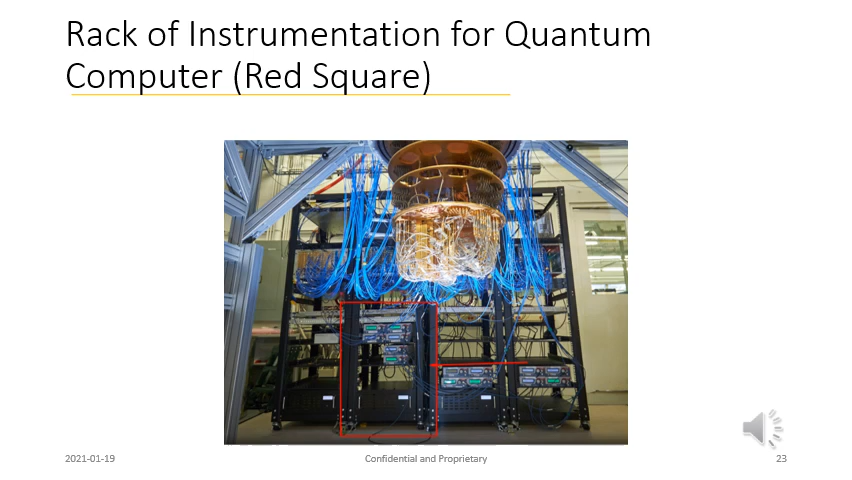 Rack of Instrumentation for Quantum
Computer (Red Square)
2021-01-19
Confidential and Proprietary
23